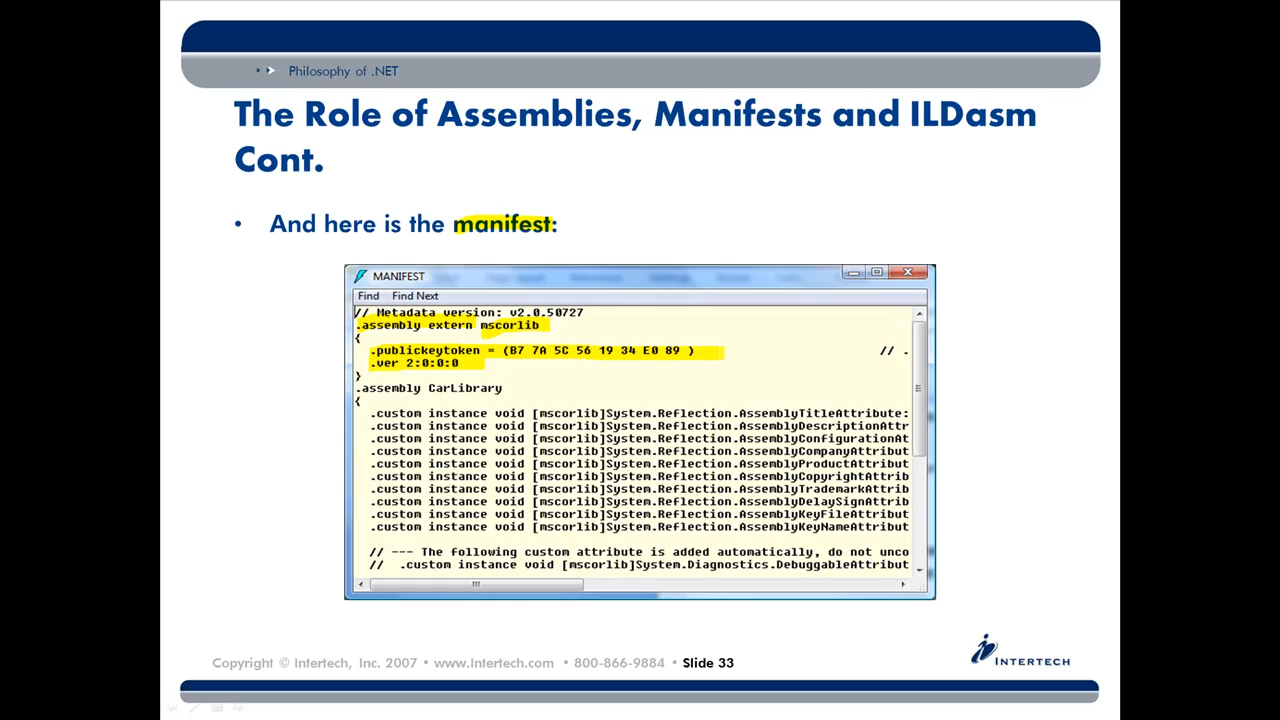 Philosophy of .NET
The Role of Assemblies, Manifests and ILDasm
Cont.
• And here is the manifest:
MANIFEST
Find Find Next
// Metadata version: v2.0.50727
.assembly extern mscorlib
{
.publickeytoken = (B7 7A 5C 56 19 34 E0 89 ) // .
.ver 2:0:0:0
}
.assembly CarLibrary
{
.custom instance void [mscorlib]System.Reflection.AssemblyTitleAttribute:
.custom instance void [mscorlib]System.Reflection.AssemblyDescriptionAttr
.custom instance void [mscorlib]System.Reflection.AssemblyConfigurationAt
.custom instance void [mscorlib]System.Reflection.AssemblyCompanyAttribut
.custom instance void [mscorlib]System.Reflection.AssemblyProductAttribut
.custom instance void [mscorlib]System.Reflection.AssemblyCopyrightAttrib
.custom instance void [mscorlib]System.Reflection.AssemblyTrademarkAttrib
.custom instance void [mscorlib]System.Reflection.AssemblyDelaySignAttrib
.custom instance void [mscorlib]System.Reflection.AssemblyKeyFileAttribut
.custom instance void [mscorlib]System.Reflection.AssemblyKeyNameAttribut
// --- The following custom attribute is added automatically, do not unco
// .custom instance void [mscorlib]System.Diagnostics.DebuggableAttribut
Copyright © Intertech, Inc. 2007 • www.Intertech.com • 800-866-9884 • Slide 33
INTERTECH